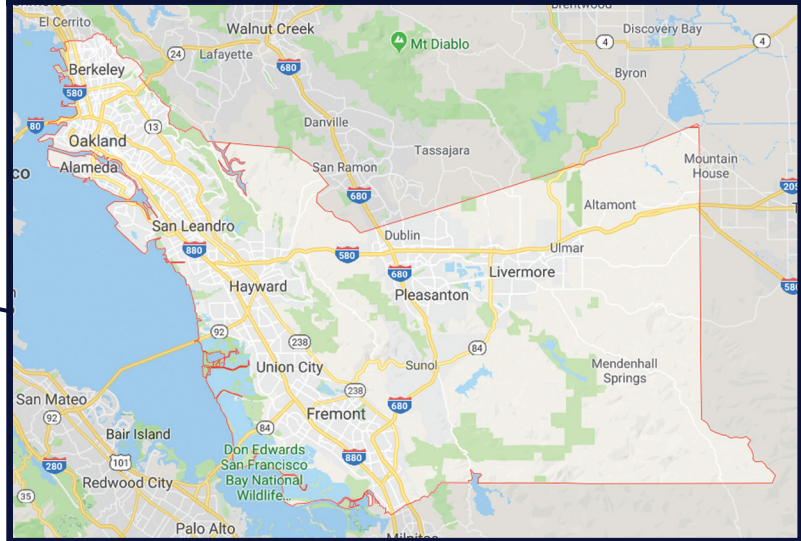 El Cerrito
Walnut Creek
Brentwood
Discovery Bay
4
4
24
Mt Diablo
Lafayette
680
Berkeley
Byron
580
80
13
Danville
Oakland
Tassajara
co
Alameda
San Ramon
Mountain
House
680
205
Altamont
San Leandro
Dublin
880
580
Ulmar
680
Livermore
Hayward
580
Pleasanton
92
238
84
Union City
Sunol
Mendenhall
Springs
238
San Mateo
680
92
Fremont
Bair Island
84
880
Don Edwards
San Francisco
Bay National
Wildlife...
101
280
Redwood City
35
Palo Alto
Milpitas